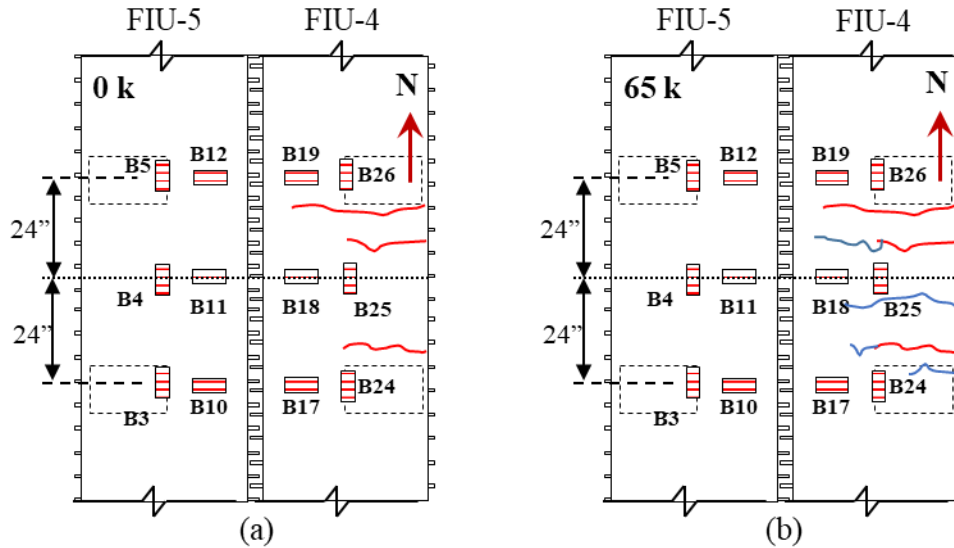 FIU-5 FIU-4
0 k N
B5 B12 B19 B26
24”
B4 B11 B18 B25
24”
B3 B10 B17 B24
(a)
FIU-5 FIU-4
65 k N
B5 B12 B19 B26
24”
B4 B11 B18 B25
24”
B3 B10 B17 B24
(b)